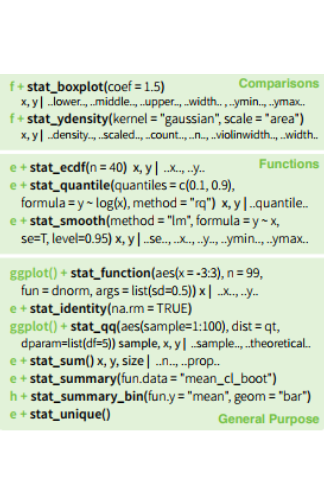 f + stat_boxplot(coef = 1.5) Comparisons
x, y | ..lower.., ..middle.., ..upper.., ..width.. , ..ymin.., ..ymax..
f + stat_ydensity(kernel = "gaussian", scale = "area")
x, y | ..density.., ..scaled.., ..count.., ..n.., ..violinwidth.., ..width..
e + stat_ecdf(n = 40) x, y | ..x.., ..y.. Functions
e + stat_quantile(quantiles = c(0.1, 0.9),
formula = y ~ log(x), method = "rq") x, y | ..quantile..
e + stat_smooth(method = "lm", formula = y ~ x,
se=T, level=0.95) x, y | ..se.., ..x.., ..y.., ..ymin.., ..ymax..
ggplot() + stat_function(aes(x = -3:3), n = 99,
fun = dnorm, args = list(sd=0.5)) x | ..x.., ..y..
e + stat_identity(na.rm = TRUE)
ggplot() + stat_qq(aes(sample=1:100), dist = qt,
dparam=list(df=5)) sample, x, y | ..sample.., ..theoretical..
e + stat_sum() x, y, size | ..n.., ..prop..
e + stat_summary(fun.data = "mean_cl_boot")
h + stat_summary_bin(fun.y = "mean", geom = "bar")
e + stat_unique() General Purpose